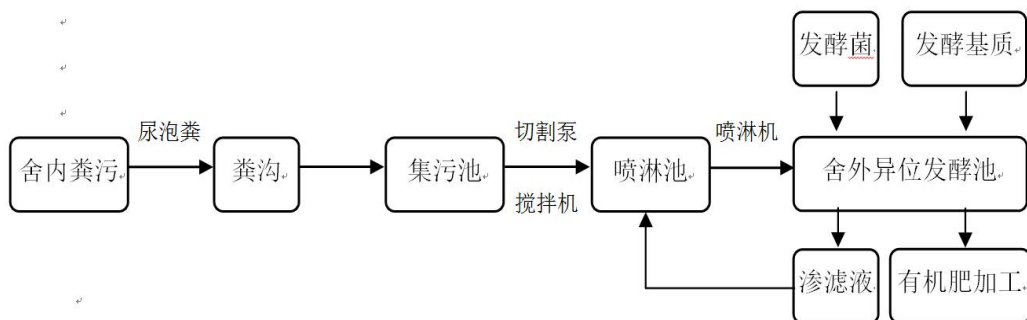 发酵菌
发酵基质
尿泡粪
切割泵
喷淋机
舍内粪污
粪沟
集污池
喷淋池
舍外异位发酵池
搅拌机
渗滤液
有机肥加工